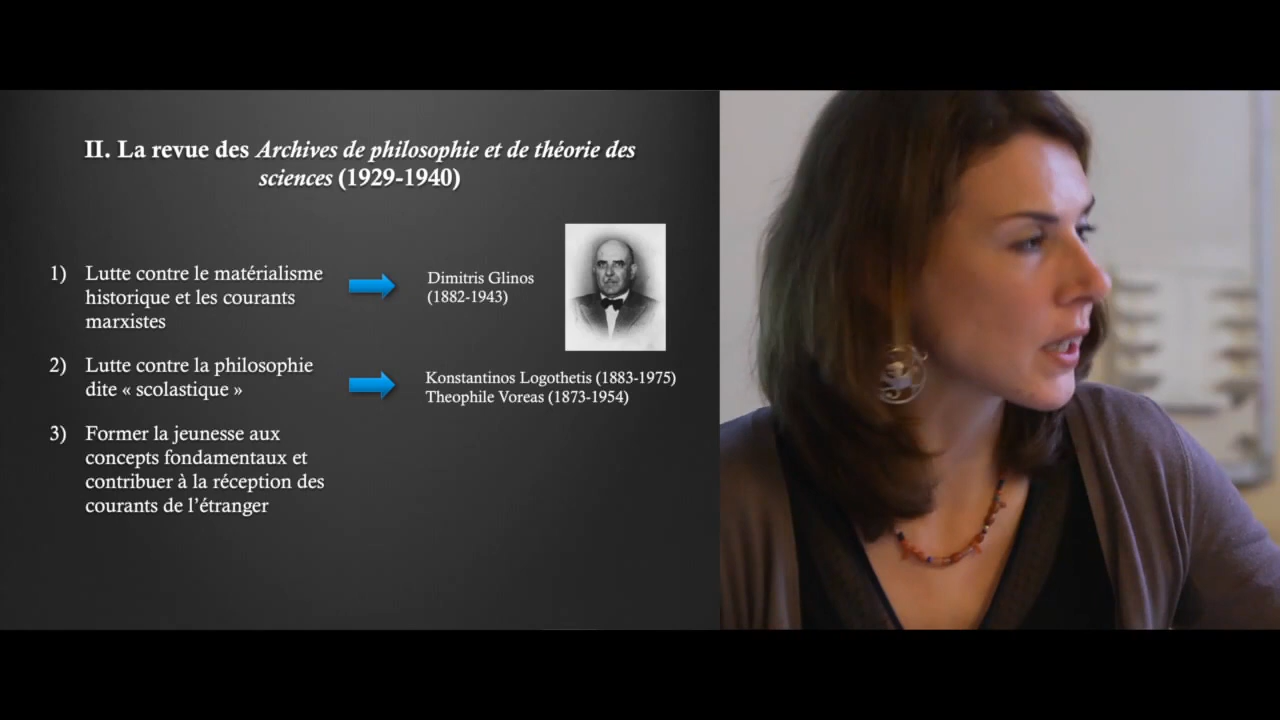 II. La revue des Archives de philosophie et de théorie des
sciences (1929-1940)
1) Lutte contre le matérialisme
historique et les courants
marxistes
Dimitris Glinos
(1882-1943)
2) Lutte contre la philosophie
dite « scolastique »
Konstantinos Logothetis (1883-1975)
Theophile Voreas (1873-1954)
3) Former la jeunesse aux
concepts fondamentaux et
contribuer à la réception des
courants de l’étranger